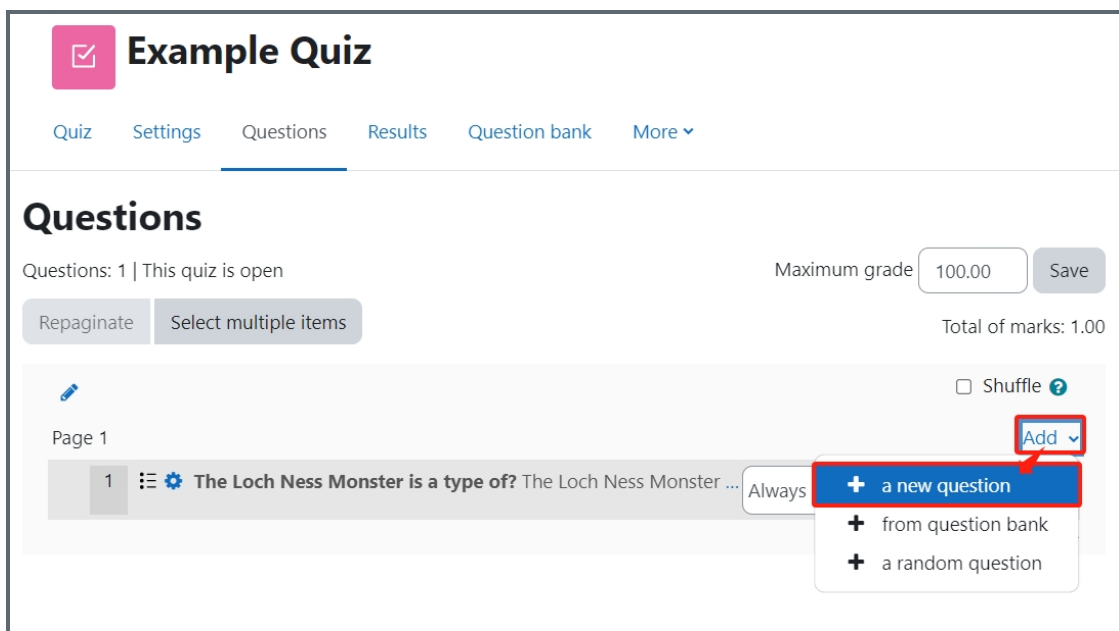 Example Quiz
Quiz Settings Questions Results Question bank More
Questions
Questions: 1 | This quiz is open
Maximum grade 100.00 Save
Repaginate Select multiple items
Total of marks: 1.00
Shuffle
Page 1
Add
1 The Loch Ness Monster is a type of? The Loch Ness Monster ... Always
a new question
from question bank
a random question